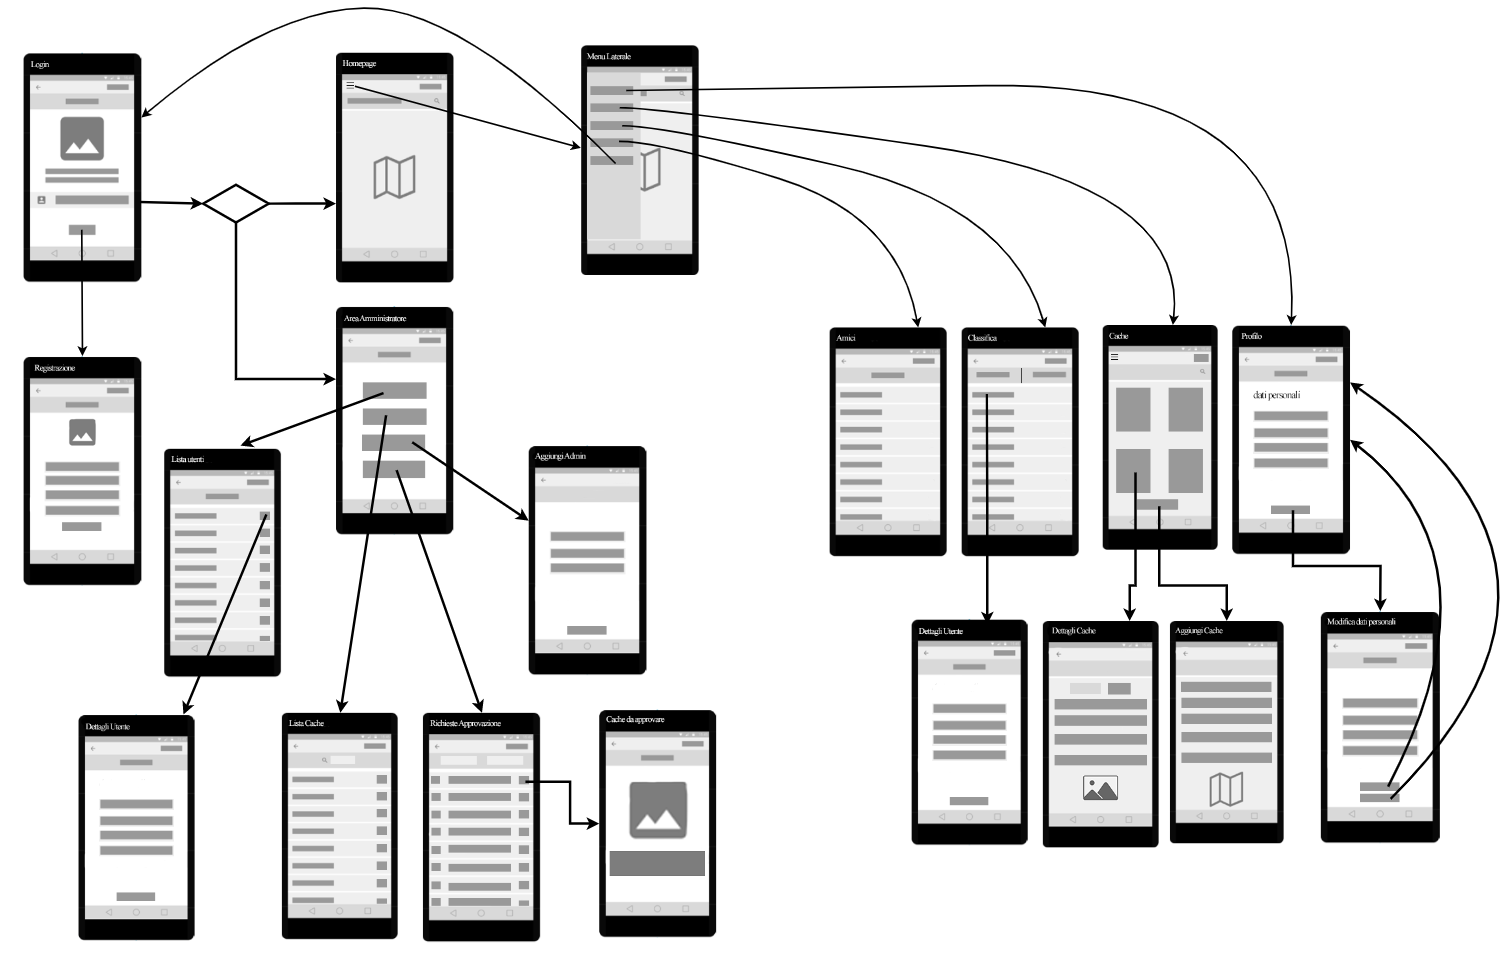 Login
Homepage
Menu Laterale
Area Amministratore
Registrazione
Amici
Classifica
Cache
Profilo
dati personali
Lista utenti
Aggiungi Admin
Dettagli Utente
Dettagli Cache
Aggiungi Cache
Modifica dati personali
Dettagli Utente
Lista Cache
Richieste Approvazione
Cache da approvare